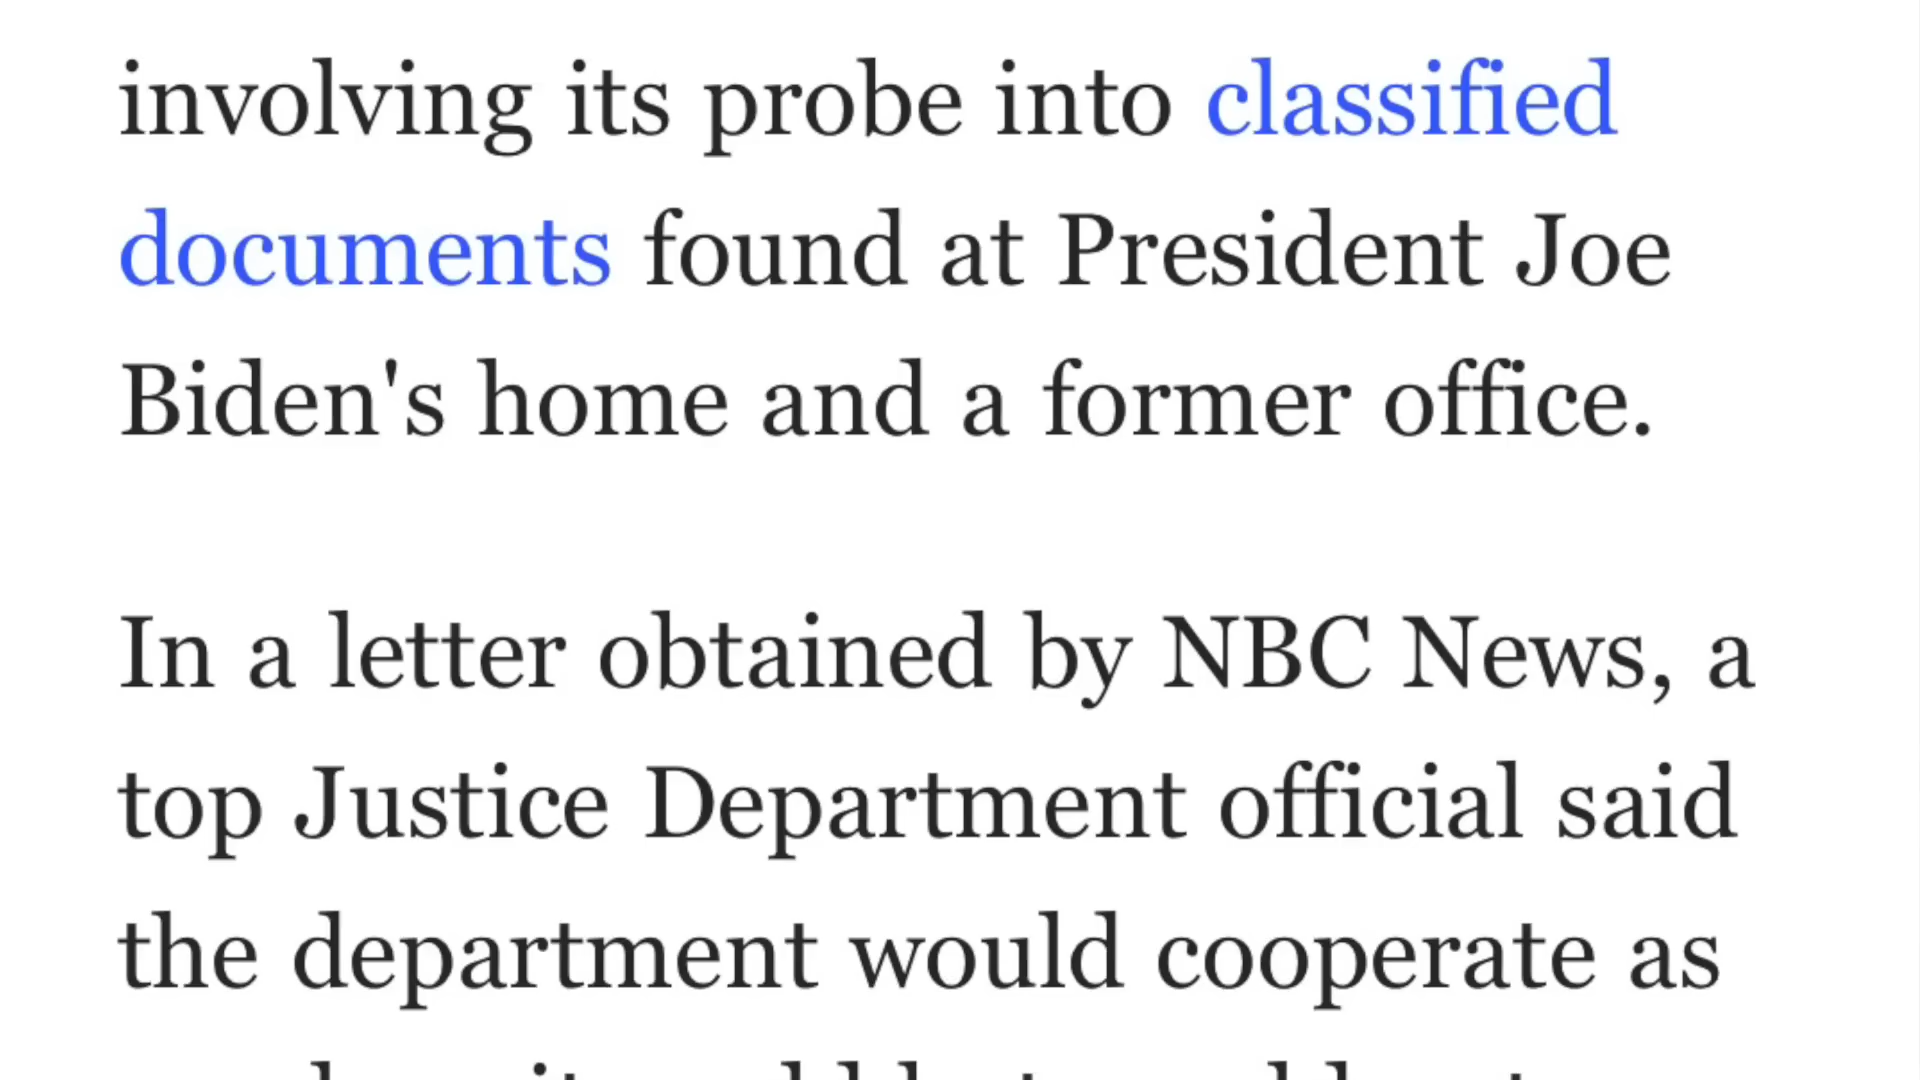 involving its probe into classified
documents found at President Joe
Biden's home and a former office.
In a letter obtained by NBC News, a
top Justice Department official said
the department would cooperate as